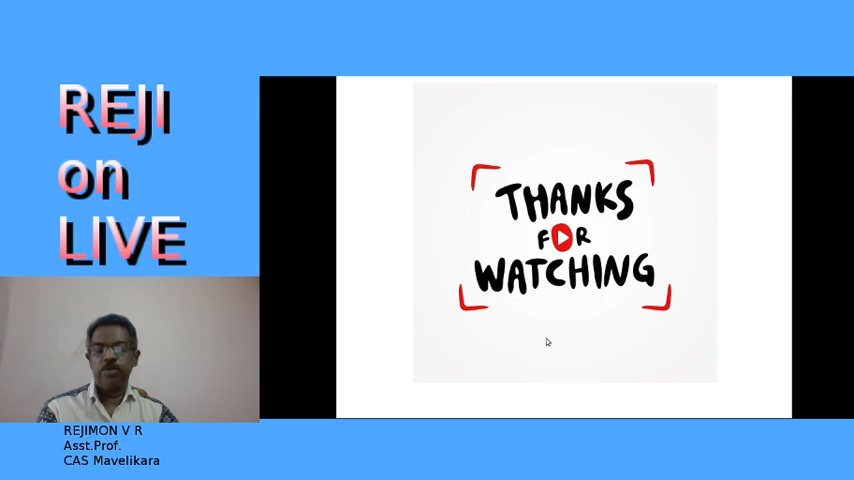 REJI
on
LIVE
THANKS
FOR
WATCHING
REJIMON V R
Asst.Prof.
CAS Mavelikara